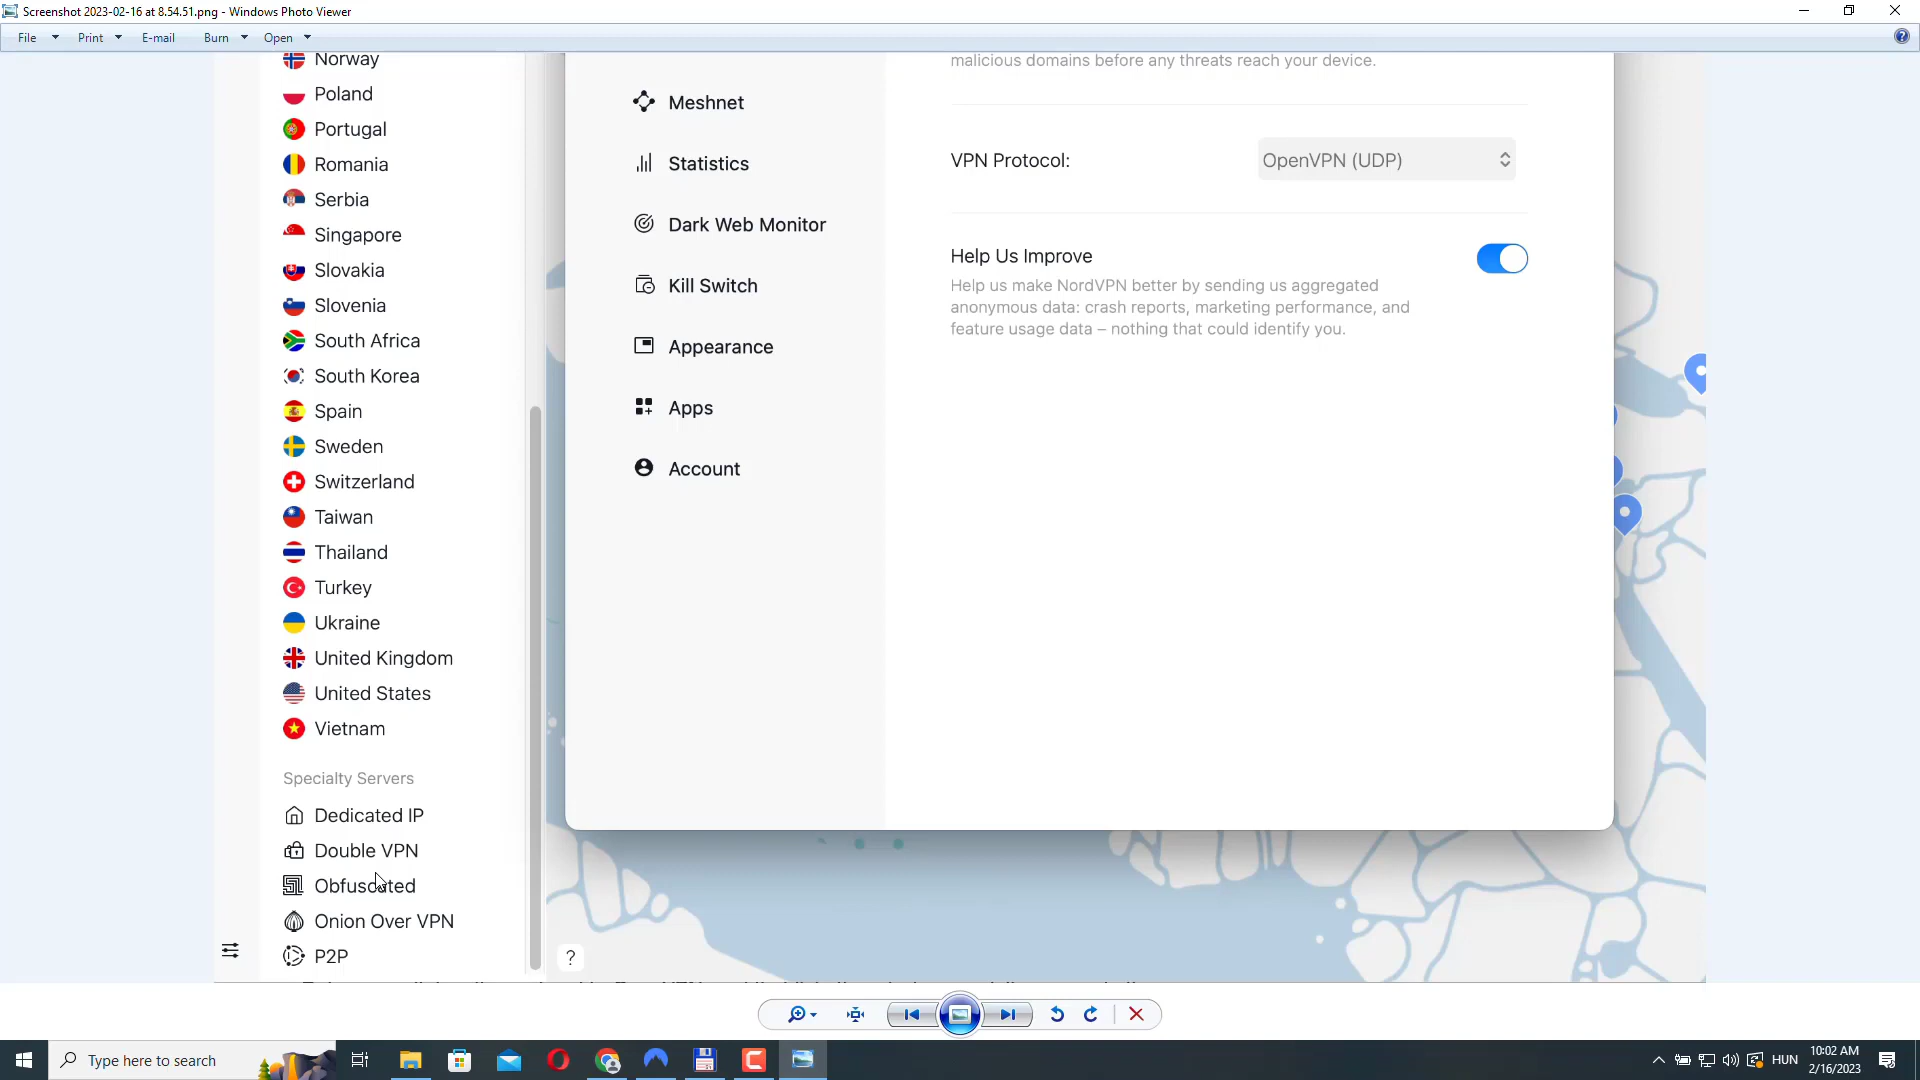 Screenshot 2023-02-16 at 8.54.51.png - Windows Photo Viewer
File Print E-mail Burn Open
Norway
Poland
Portugal
Romania
Serbia
Singapore
Slovakia
Slovenia
South Africa
South Korea
Spain
Sweden
Switzerland
Taiwan
Thailand
Turkey
Ukraine
United Kingdom
United States
Vietnam
Specialty Servers
Dedicated IP
Double VPN
Obfuscated
Onion Over VPN
P2P
Meshnet
Statistics
Dark Web Monitor
Kill Switch
Appearance
Apps
Account
malicious domains before any threats reach your device.
VPN Protocol: OpenVPN (UDP)
Help Us Improve
Help us make NordVPN better by sending us aggregated
anonymous data: crash reports, marketing performance, and
feature usage data – nothing that could identify you.
?
Type here to search
HUN
10:02 AM
2/16/2023